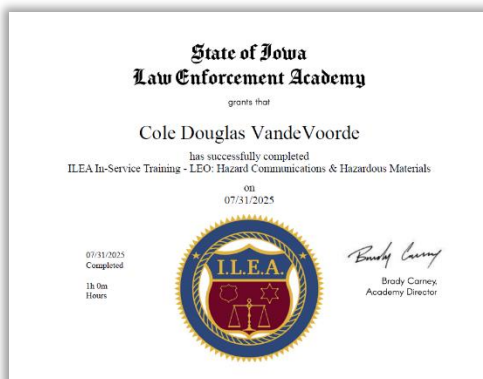 State of Iowa
Law Enforcement Academy
grants that
Cole Douglas VandeVoorde
has successfully completed
ILEA In-Service Training - LEO: Hazard Communications & Hazardous Materials
on
07/31/2025
07/31/2025
Completed
1h 0m
Hours
I.L.E.A.
Brady Carney
Brady Carney,
Academy Director